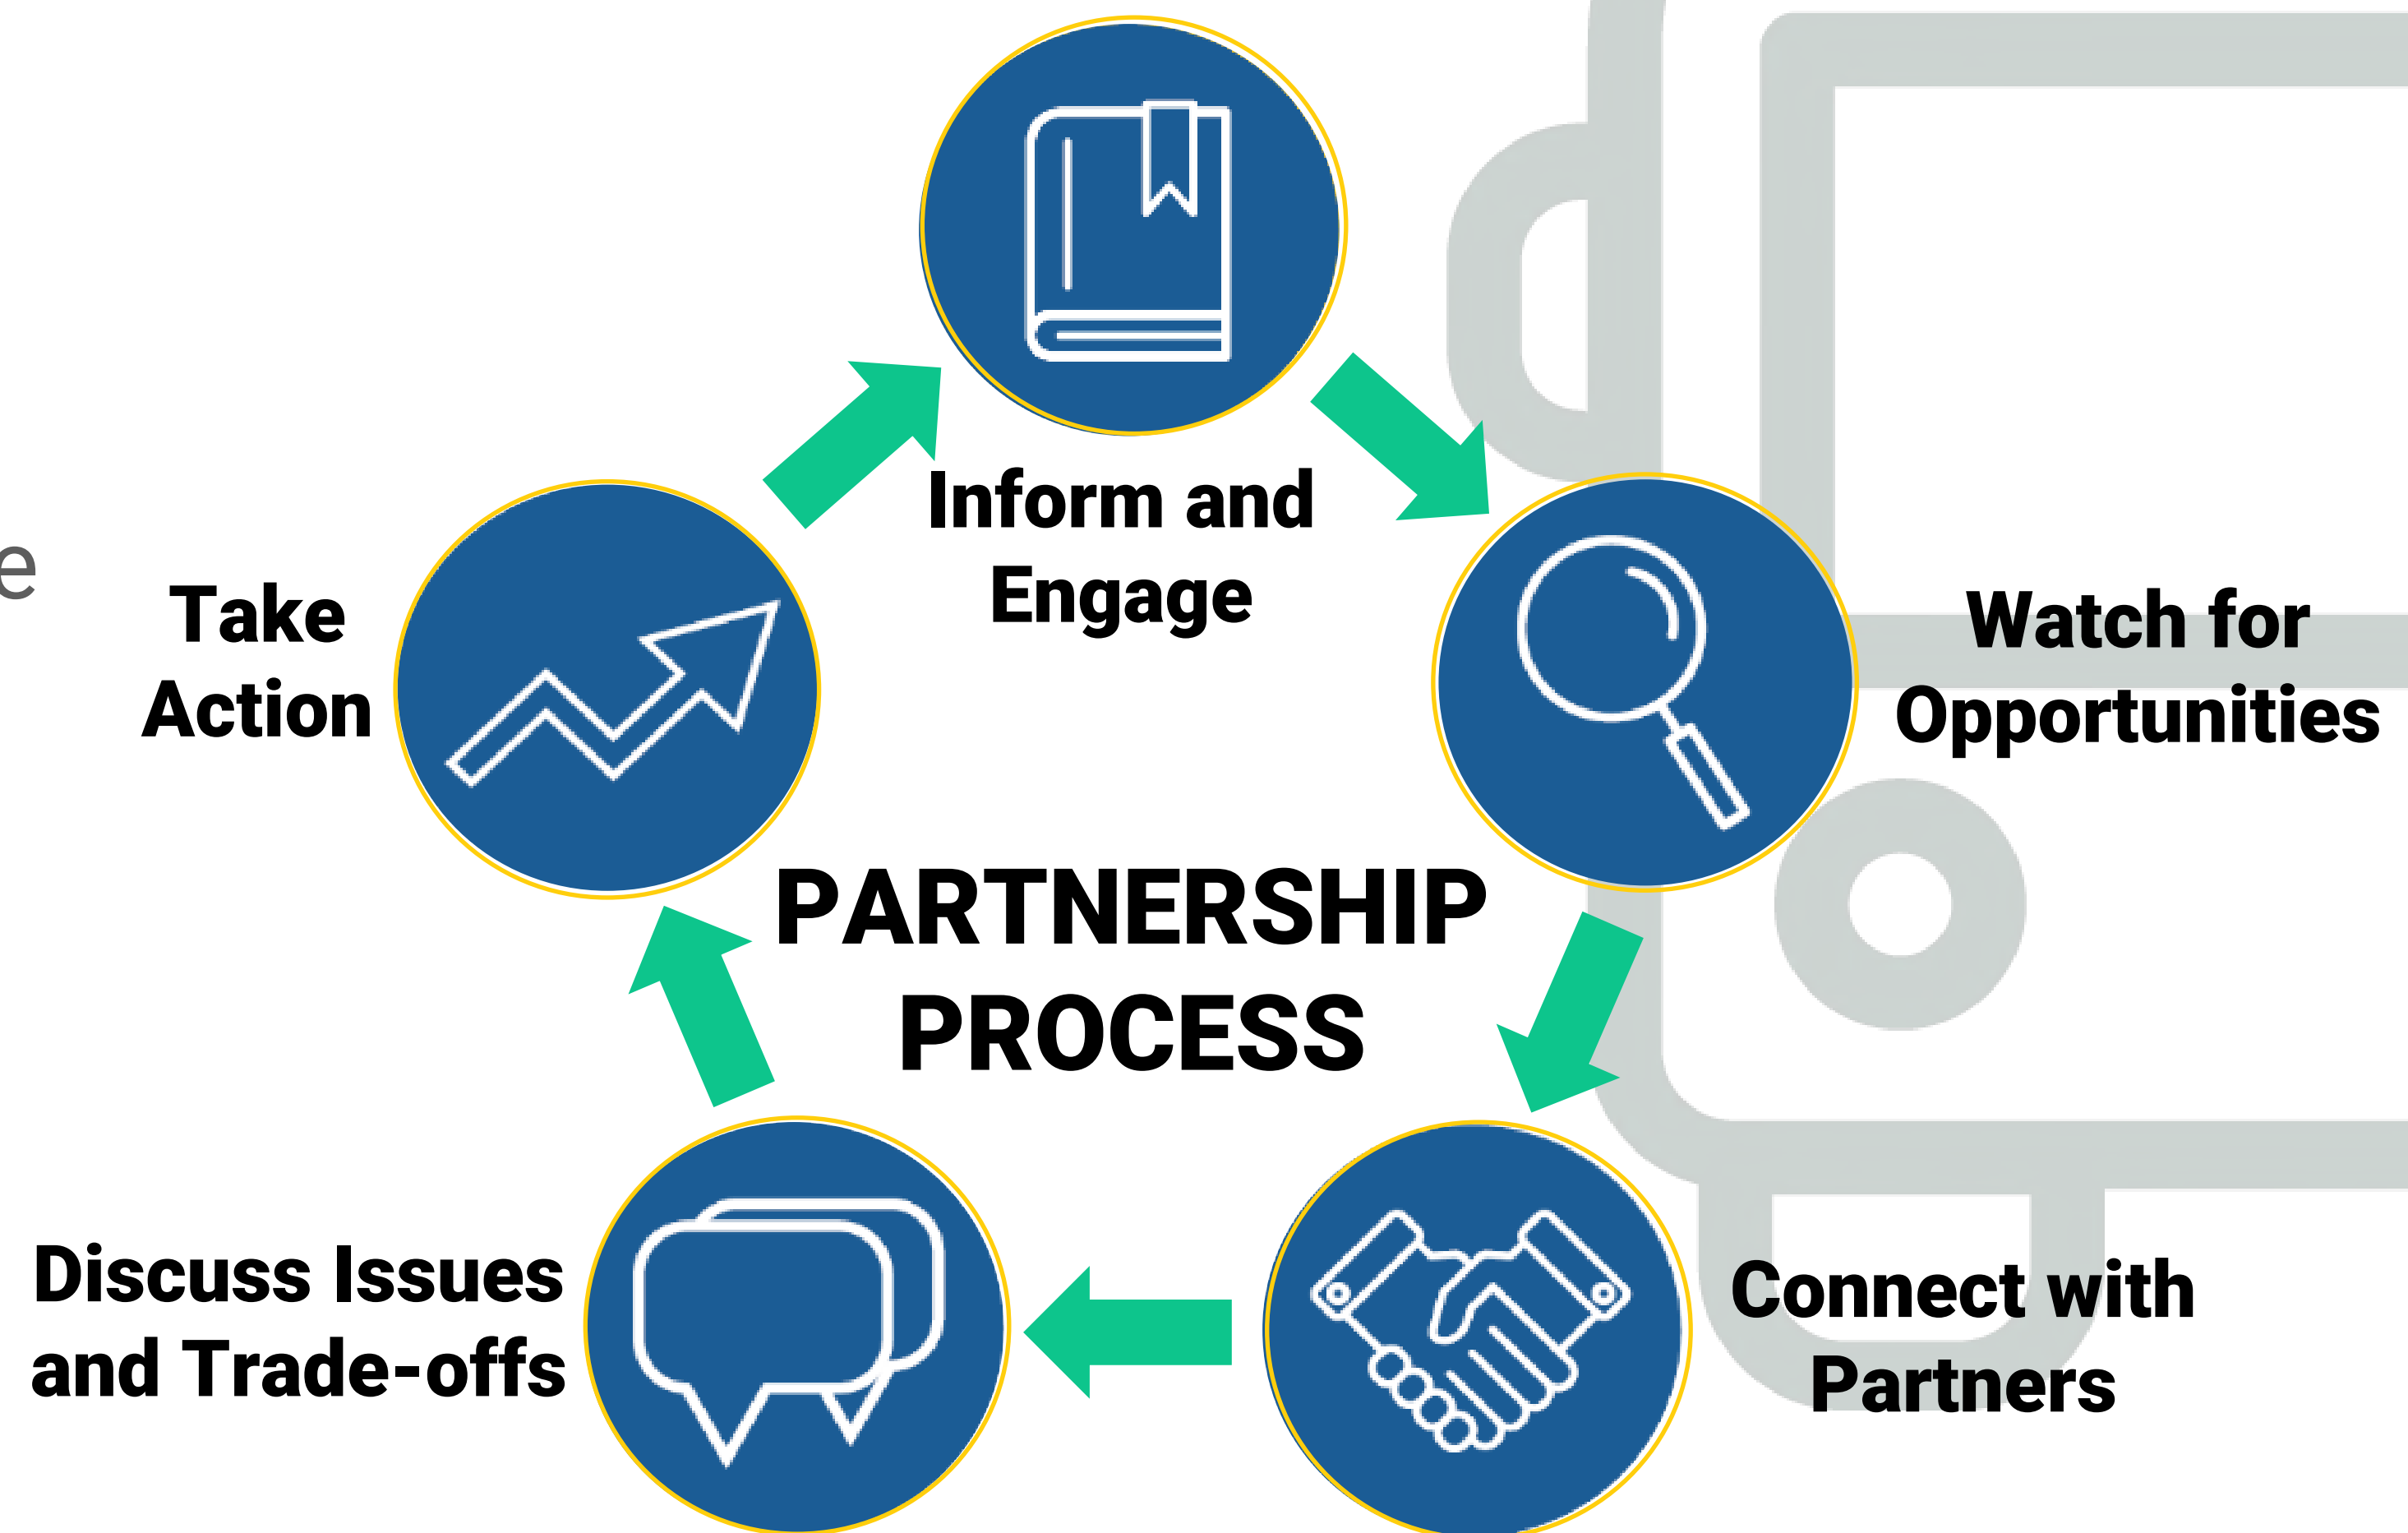 Inform and
Engage
e
Take
Action
Watch for
Opportunities
PARTNERSHIP
PROCESS
Discuss Issues
and Trade-offs
Connect with
Partners